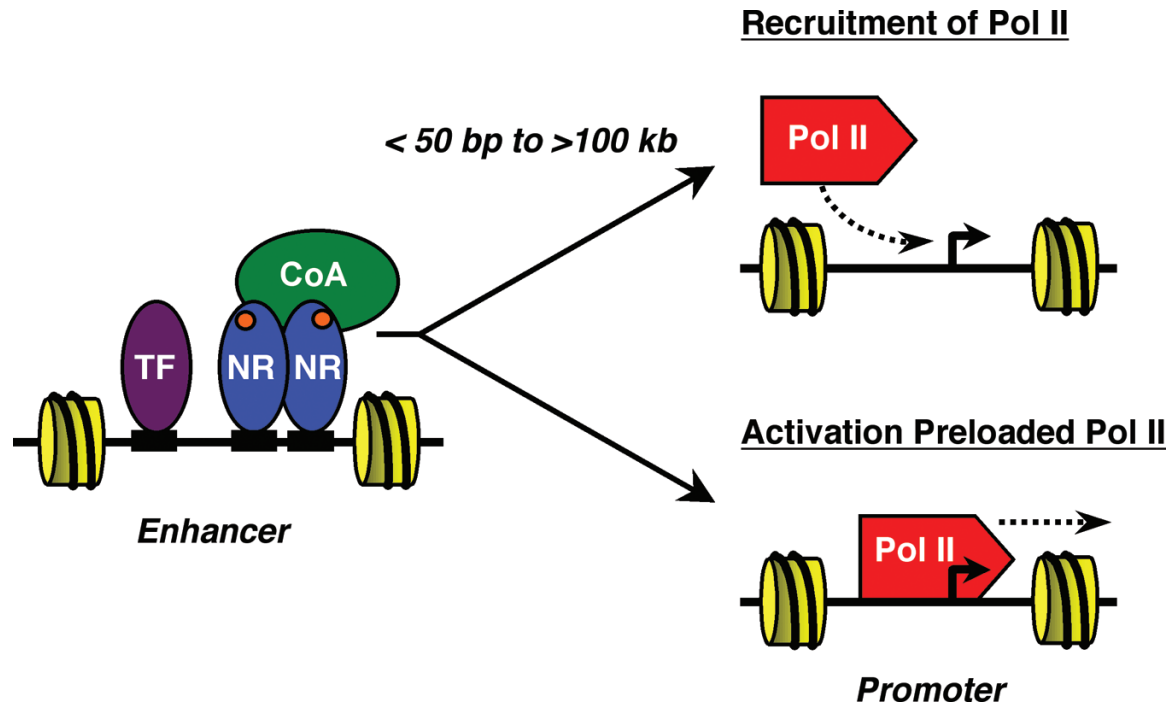 Recruitment of Pol II
< 50 bp to >100 kb
Pol II
CoA
TF
NR
NR
Enhancer
Activation Preloaded Pol II
Pol II
Promoter